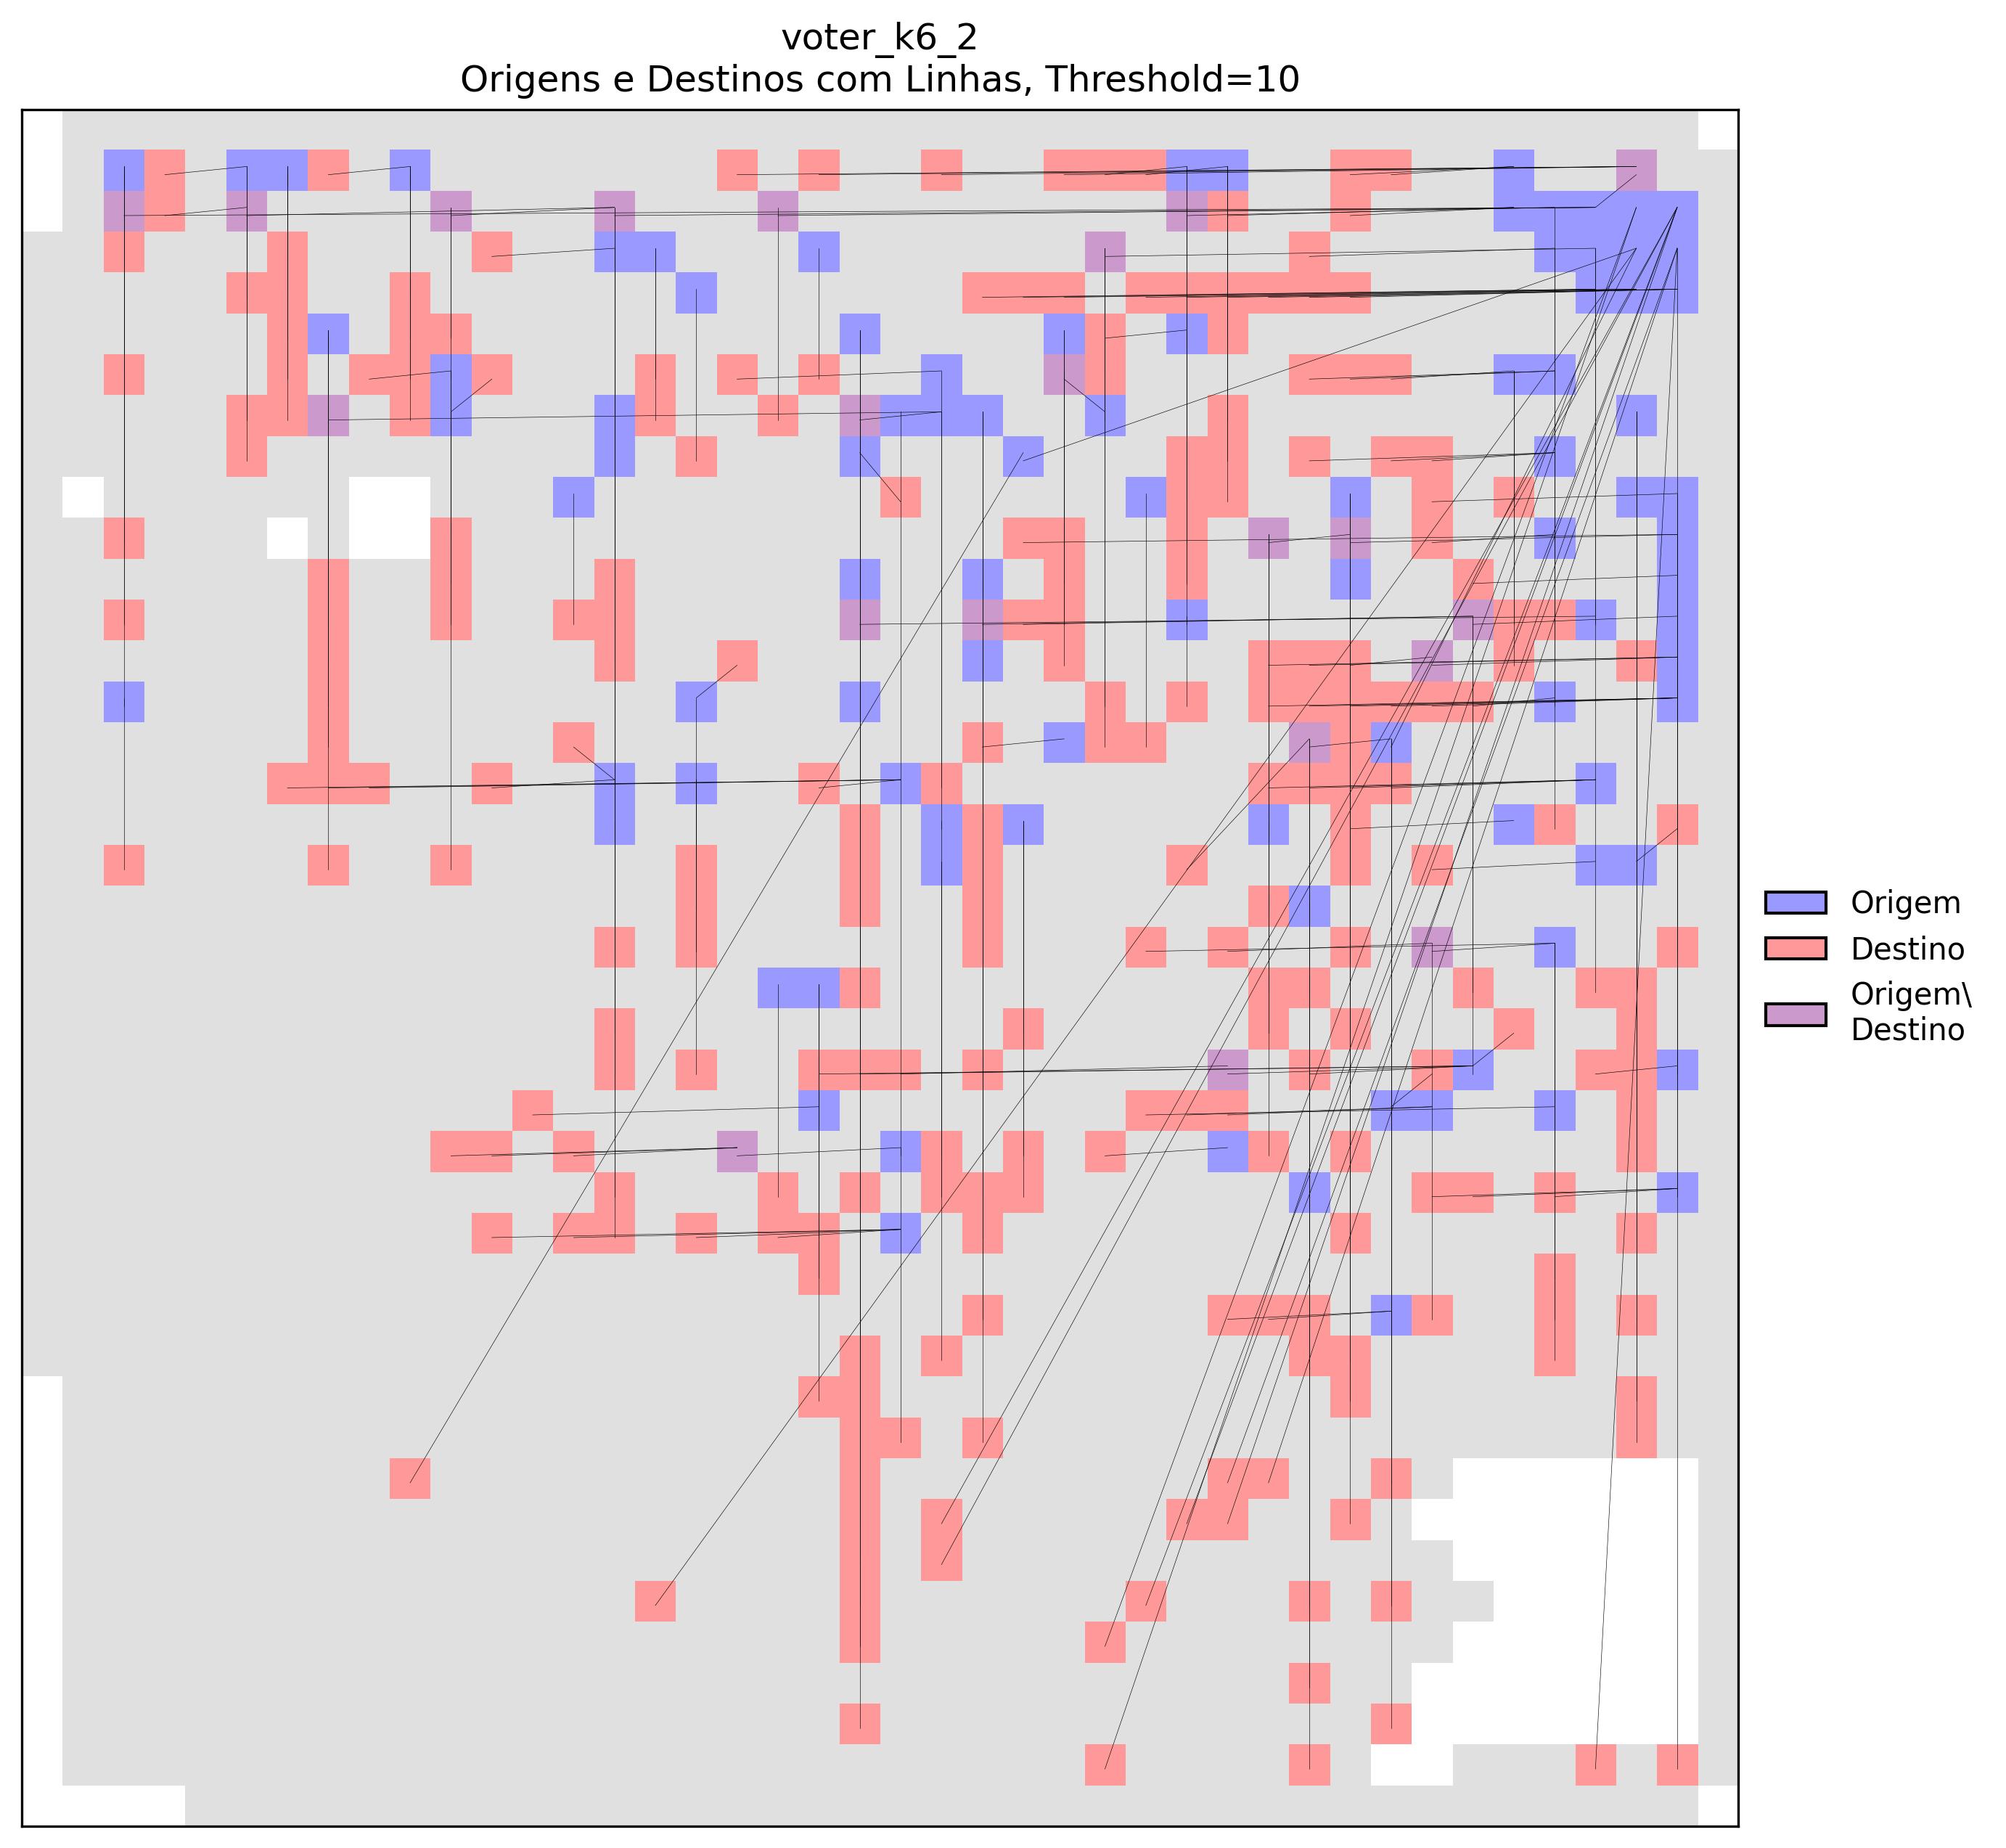 voter_k6_2
Origens e Destinos com Linhas, Threshold=10
Origem
Destino
Origem\
Destino